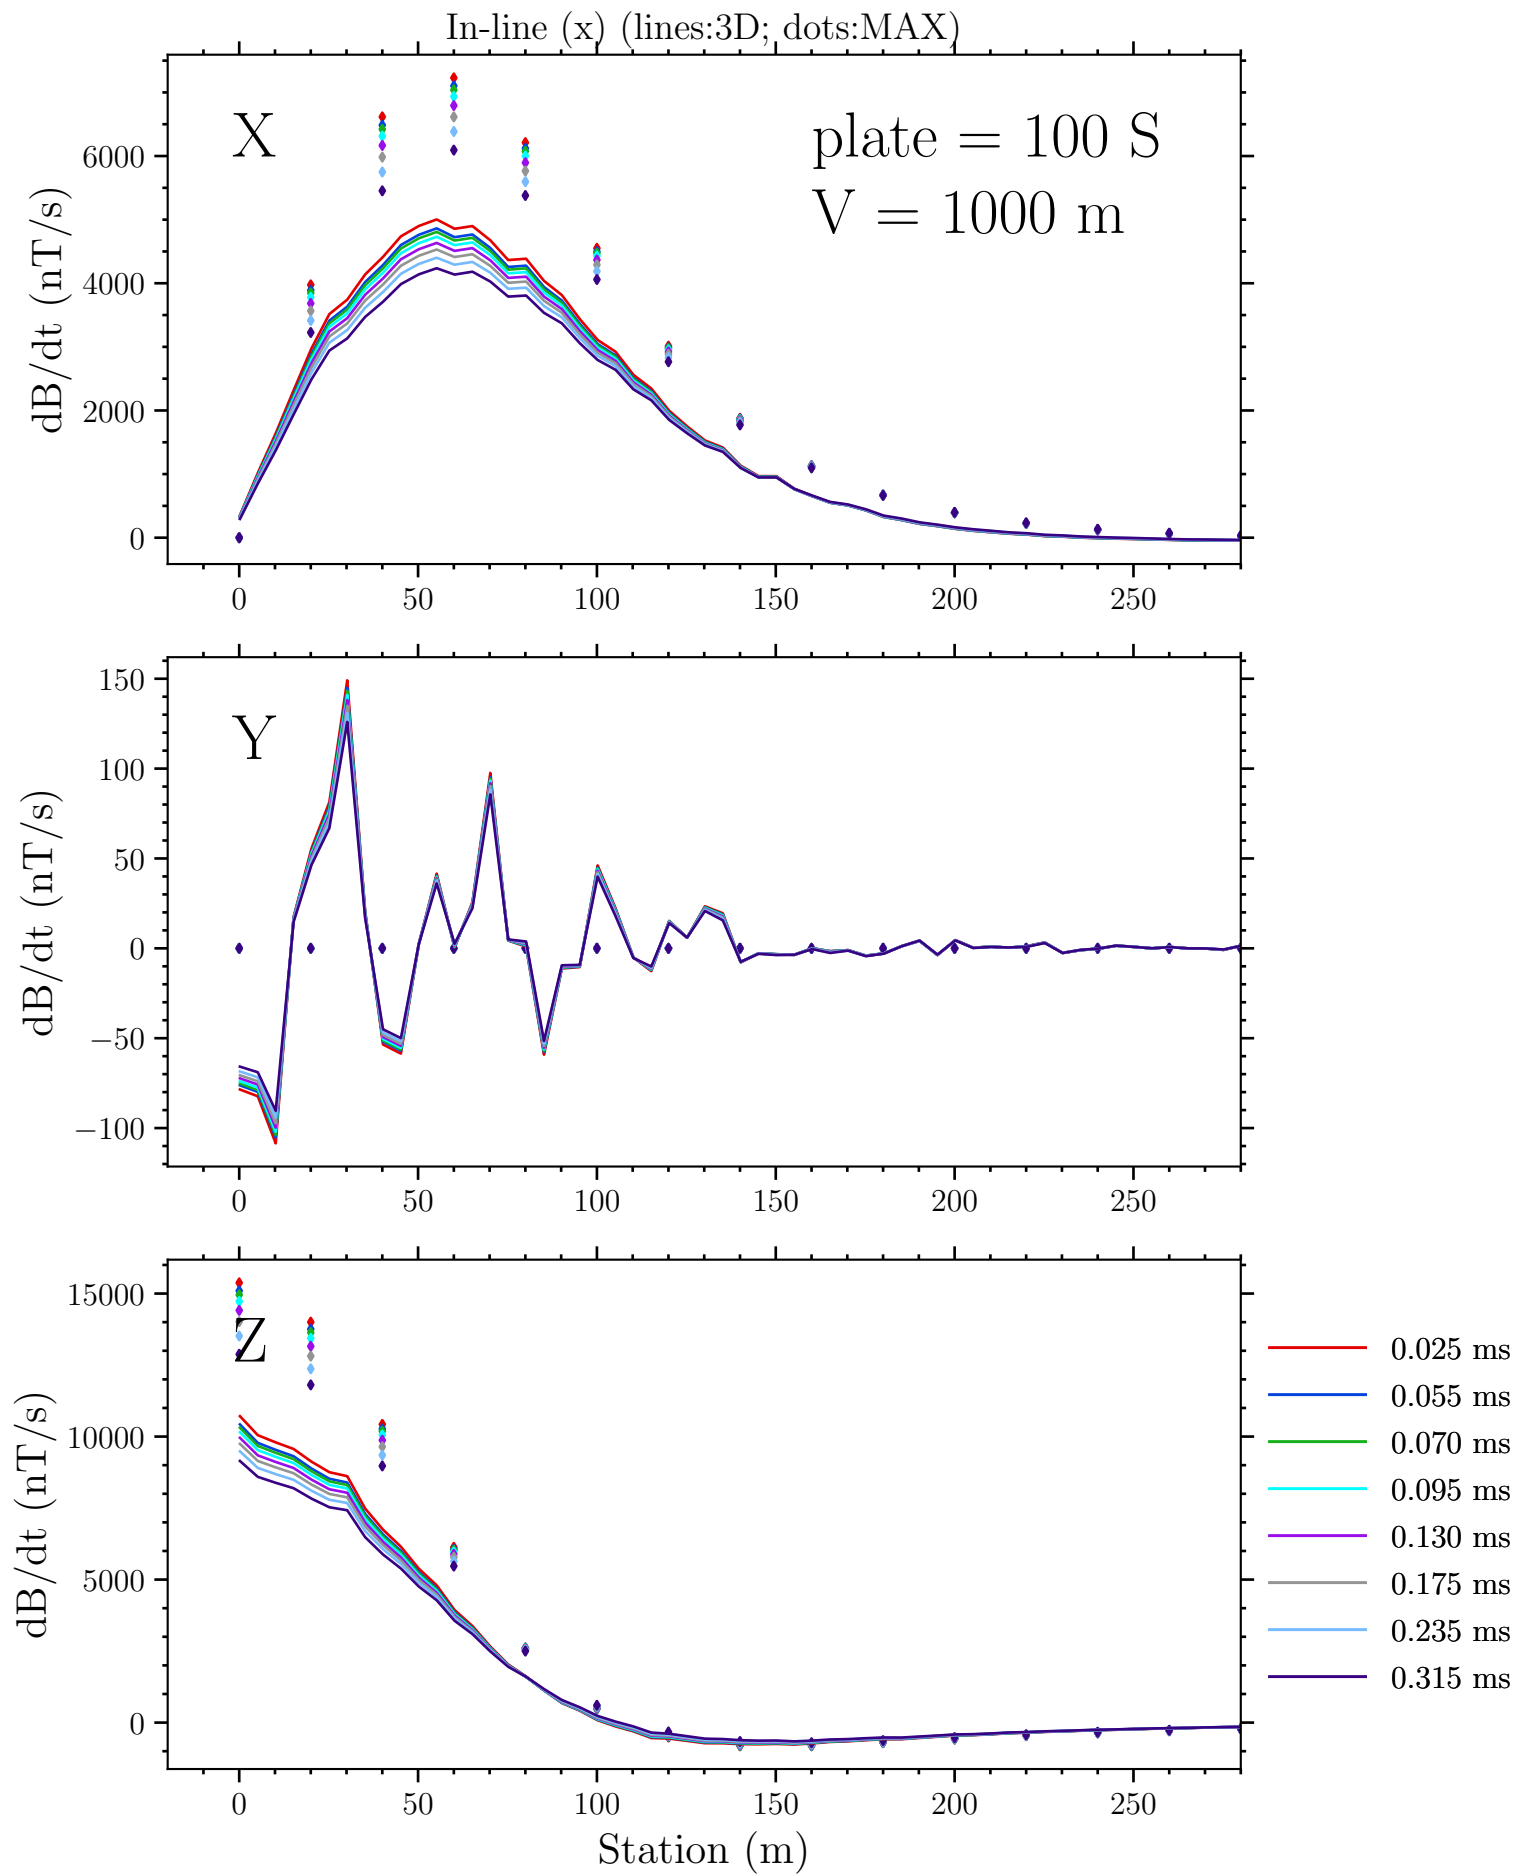 In-line (x) (lines:3D; dots:MAX)
X
plate = 100 S
V = 1000 m
dB/dt (nT/s)
6000
4000
2000
0
0 50 100 150 200 250
Y
dB/dt (nT/s)
150
100
50
0
−50
−100
0 50 100 150 200 250
Z
dB/dt (nT/s)
15000
10000
5000
0
0 50 100 150 200 250
Station (m)
0.025 ms
0.055 ms
0.070 ms
0.095 ms
0.130 ms
0.175 ms
0.235 ms
0.315 ms